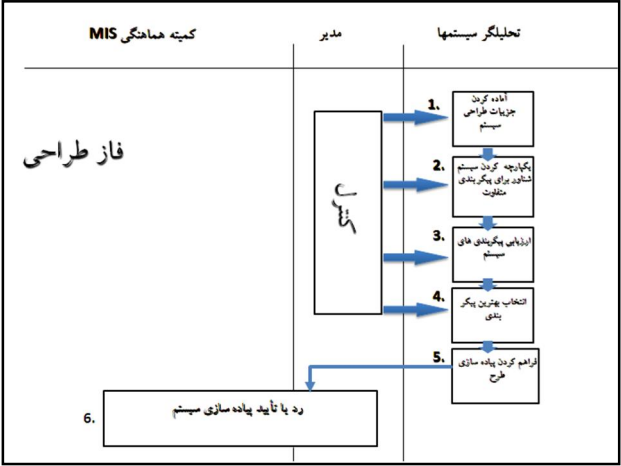 تحلیلگر سیستمها
مدیر
کمیته هماهنگی MIS
فاز طراحی
کنترل
1.
آماده کردن
جزییات طراحی
سیستم
2.
یکپارچه کردن سیستم
شناور برای پیکربندی
متفاوت
3.
ارزیابی پیکربندی های
سیستم
4.
انتخاب بهترین پیکر
بندی
5.
فراهم کردن پیاده سازی
طرح
6.
رد یا تأیید پیاده سازی سیستم